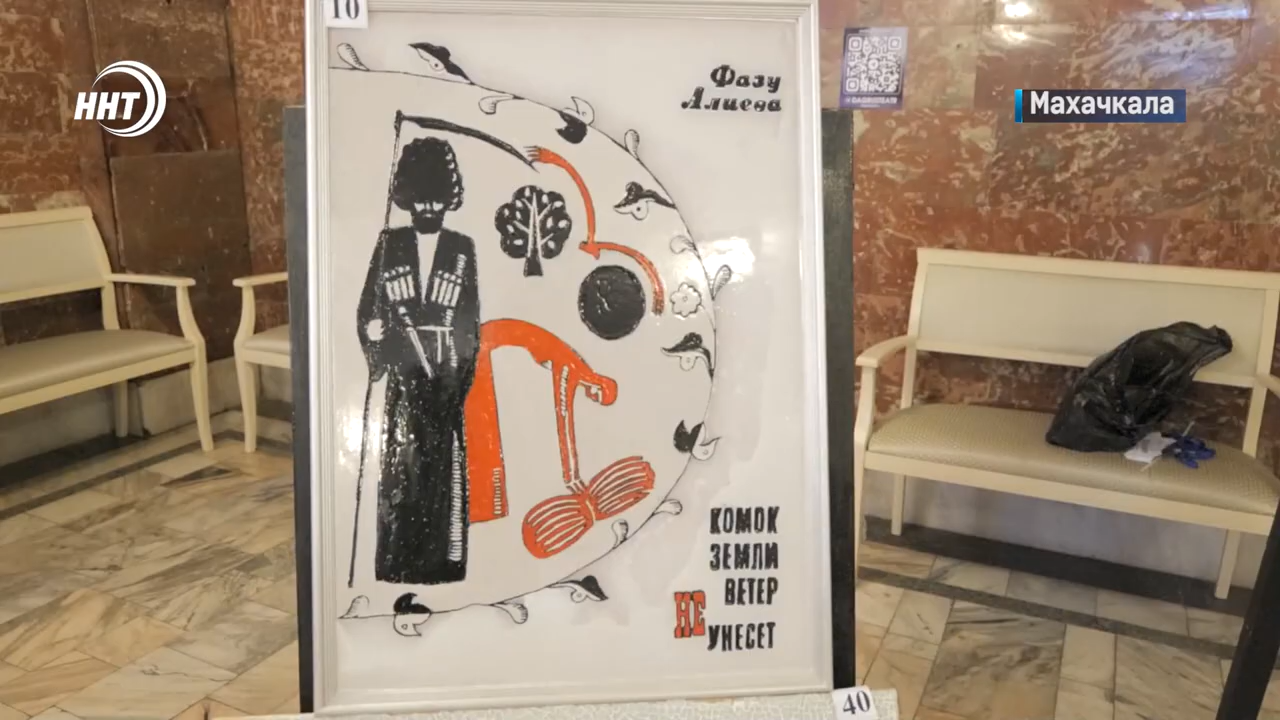 10
ННТ
Махачкала
Фазу
Алиева
КОМОК
ЗЕМЛИ
ВЕТЕР
НЕ
УНЕСЕТ
40